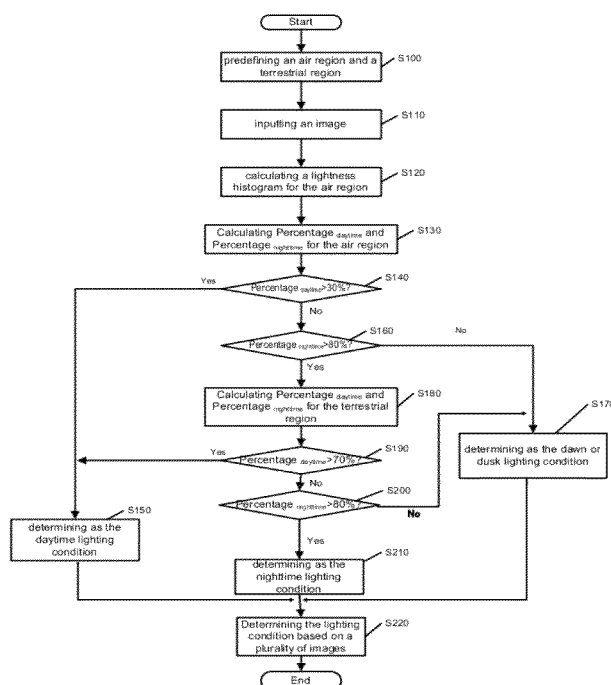 Start
predefining an air region and a
terrestrial region
S100
inputting an image
S110
calculating a lightness
histogram for the air region
S120
Calculating Percentage daytime and
Percentage nighttime for the air region
S130
Yes
Percentage daytime>30%?
S140
No
Percentage nighttime>80%?
S160
No
Yes
Calculating Percentage daytime and
Percentage nighttime for the terrestrial
region
S180
S170
Yes
Percentage daytime>70%?
S190
determining as the dawn or
dusk lighting condition
No
Percentage nighttime>80%?
S200
No
S150
determining as the
daytime lighting
condition
Yes
determining as the
nighttime lighting
condition
S210
Determining the lighting
condition based on a
plurality of images
S220
End